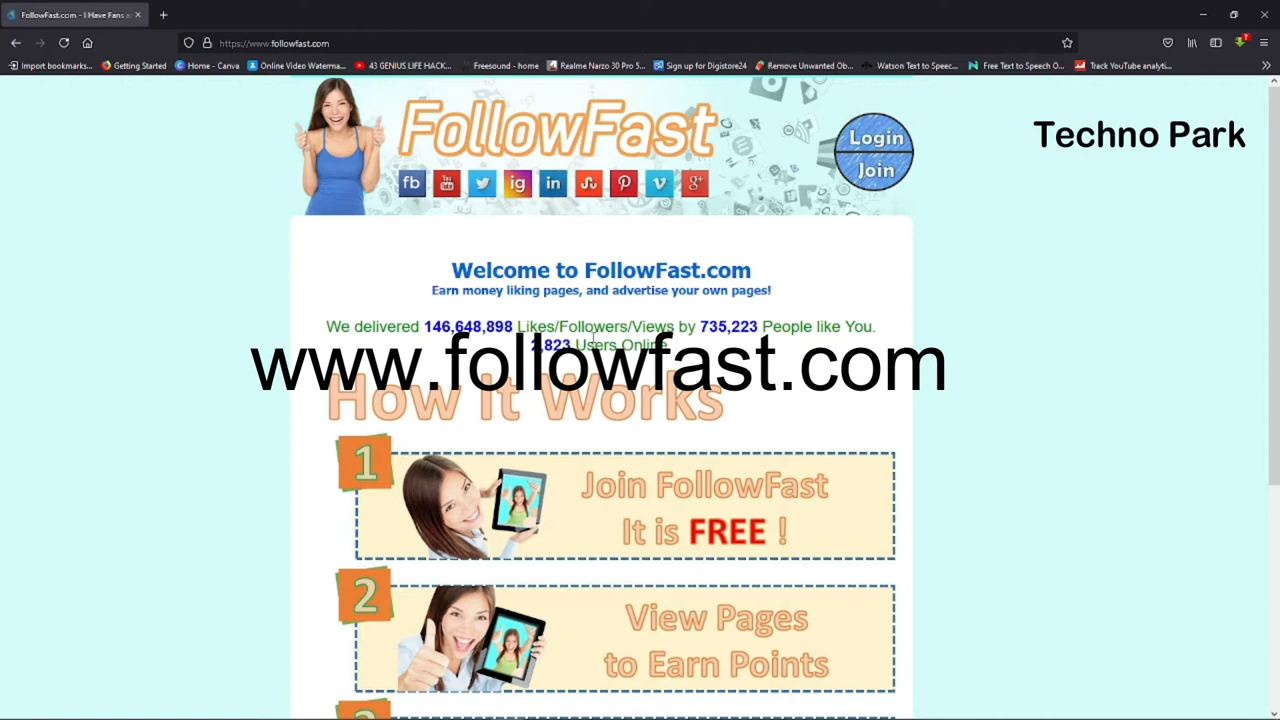 FollowFast.com - I Have Fans a
https://www.followfast.com
Import bookmarks...
Getting Started
Home - Canva
Online Video Waterma...
43 GENIUS LIFE HACK...
Freesound - home
Realme Narzo 30 Pro 5...
Sign up for Digistore24
Remove Unwanted Ob...
Watson Text to Speec...
Free Text to Speech O...
Track YouTube analyti...
FollowFast
Login
Join
Techno Park
fb
You
Tube
ig
in
P
V
g+
Welcome to FollowFast.com
Earn money liking pages, and advertise your own pages!
We delivered 146,648,898 Likes/Followers/Views by 735,223 People like You.
2,823 Users Online
www.followfast.com
How it Works
1
Join FollowFast
It is FREE !
2
View Pages
to Earn Points